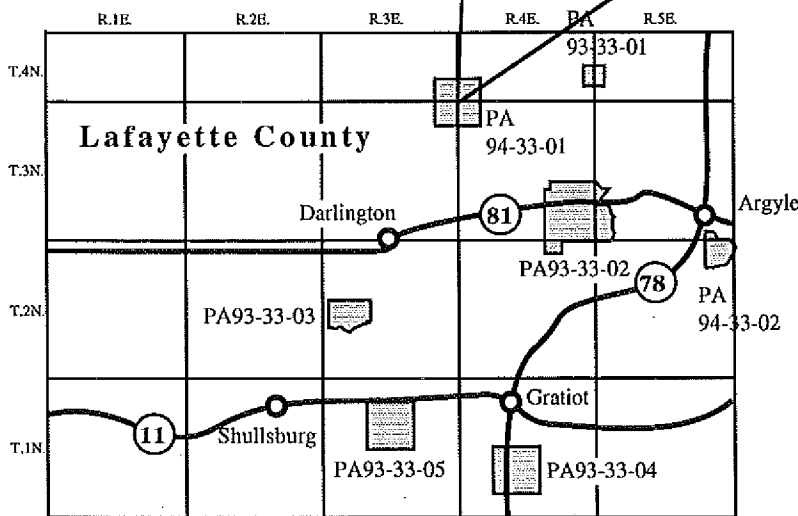 R.1E. R.2E. R.3E. R.4E. PA R.5E.
93-33-01
T.4N.
PA
94-33-01
Lafayette County
T.3N.
Darlington
81
Argyle
PA93-33-02
78
PA
94-33-02
T.2N.
PA93-33-03
Gratiot
11
Shullsburg
T.1N.
PA93-33-05
PA93-33-04